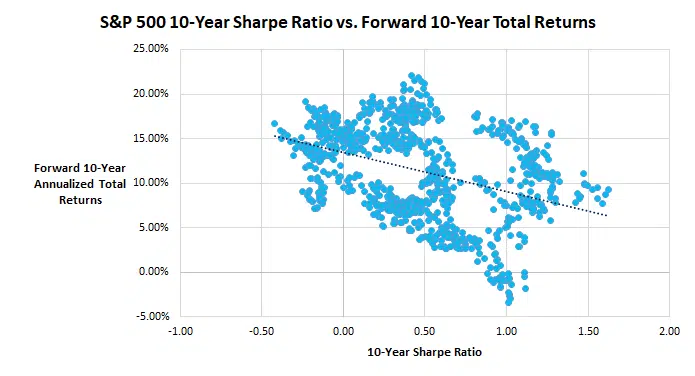 S&P 500 10-Year Sharpe Ratio vs. Forward 10-Year Total Returns
25.00%
20.00%
15.00%
10.00%
5.00%
0.00%
-5.00%
Forward 10-Year
Annualized Total
Returns
-1.00 -0.50 0.00 0.50 1.00 1.50 2.00
10-Year Sharpe Ratio